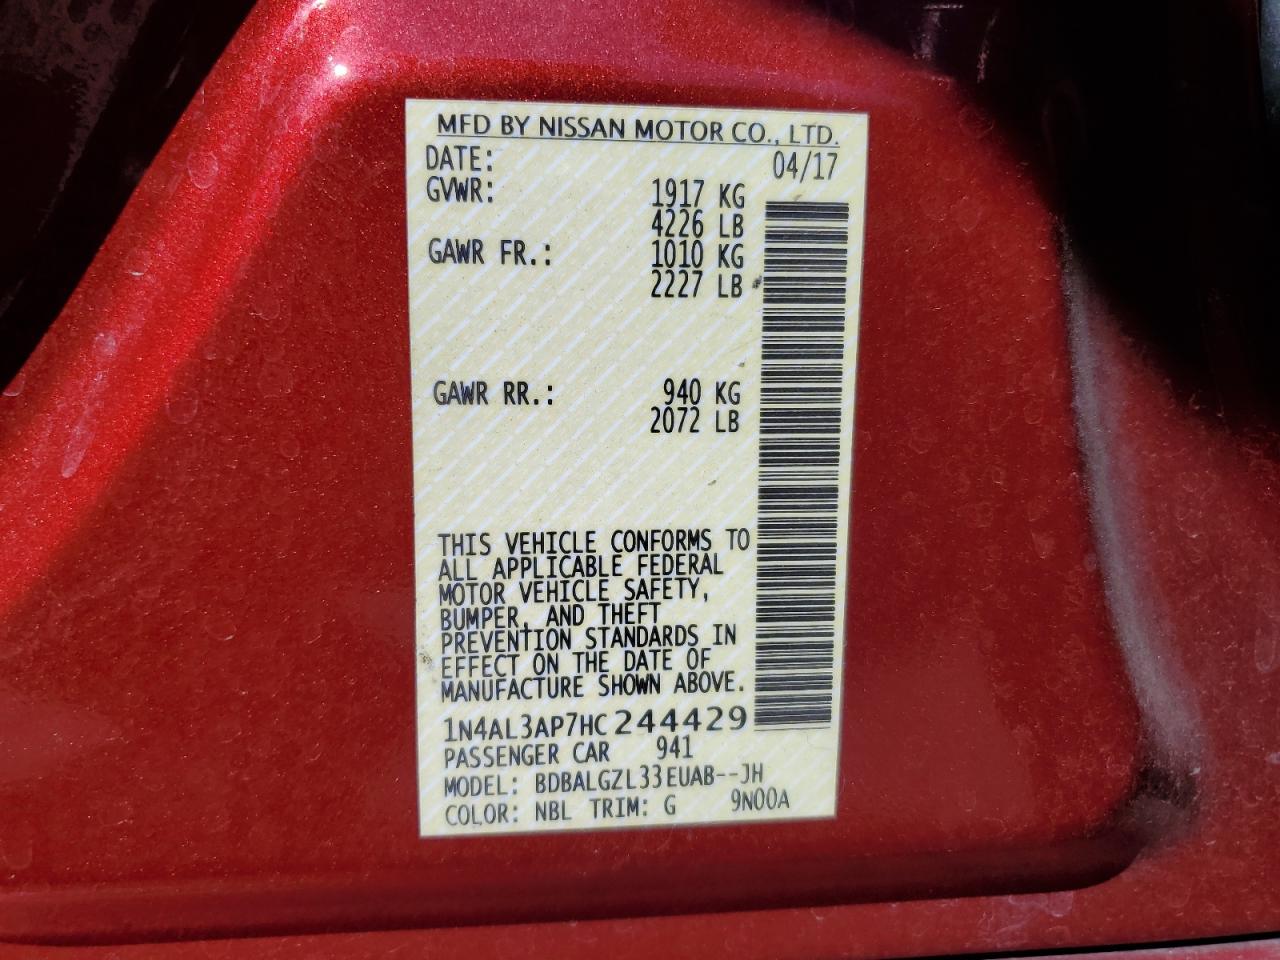 MFD BY NISSAN MOTOR CO., LTD.
DATE: 04/17
GVWR: 1917 KG
4226 LB
GAWR FR.: 1010 KG
2227 LB
GAWR RR.: 940 KG
2072 LB
THIS VEHICLE CONFORMS TO
ALL APPLICABLE FEDERAL
MOTOR VEHICLE SAFETY,
BUMPER, AND THEFT
PREVENTION STANDARDS IN
EFFECT ON THE DATE OF
MANUFACTURE SHOWN ABOVE.
1N4AL3AP7HC244429
PASSENGER CAR 941
MODEL: BDBALGZL33EUAB--JH
COLOR: NBL TRIM: G 9N00A